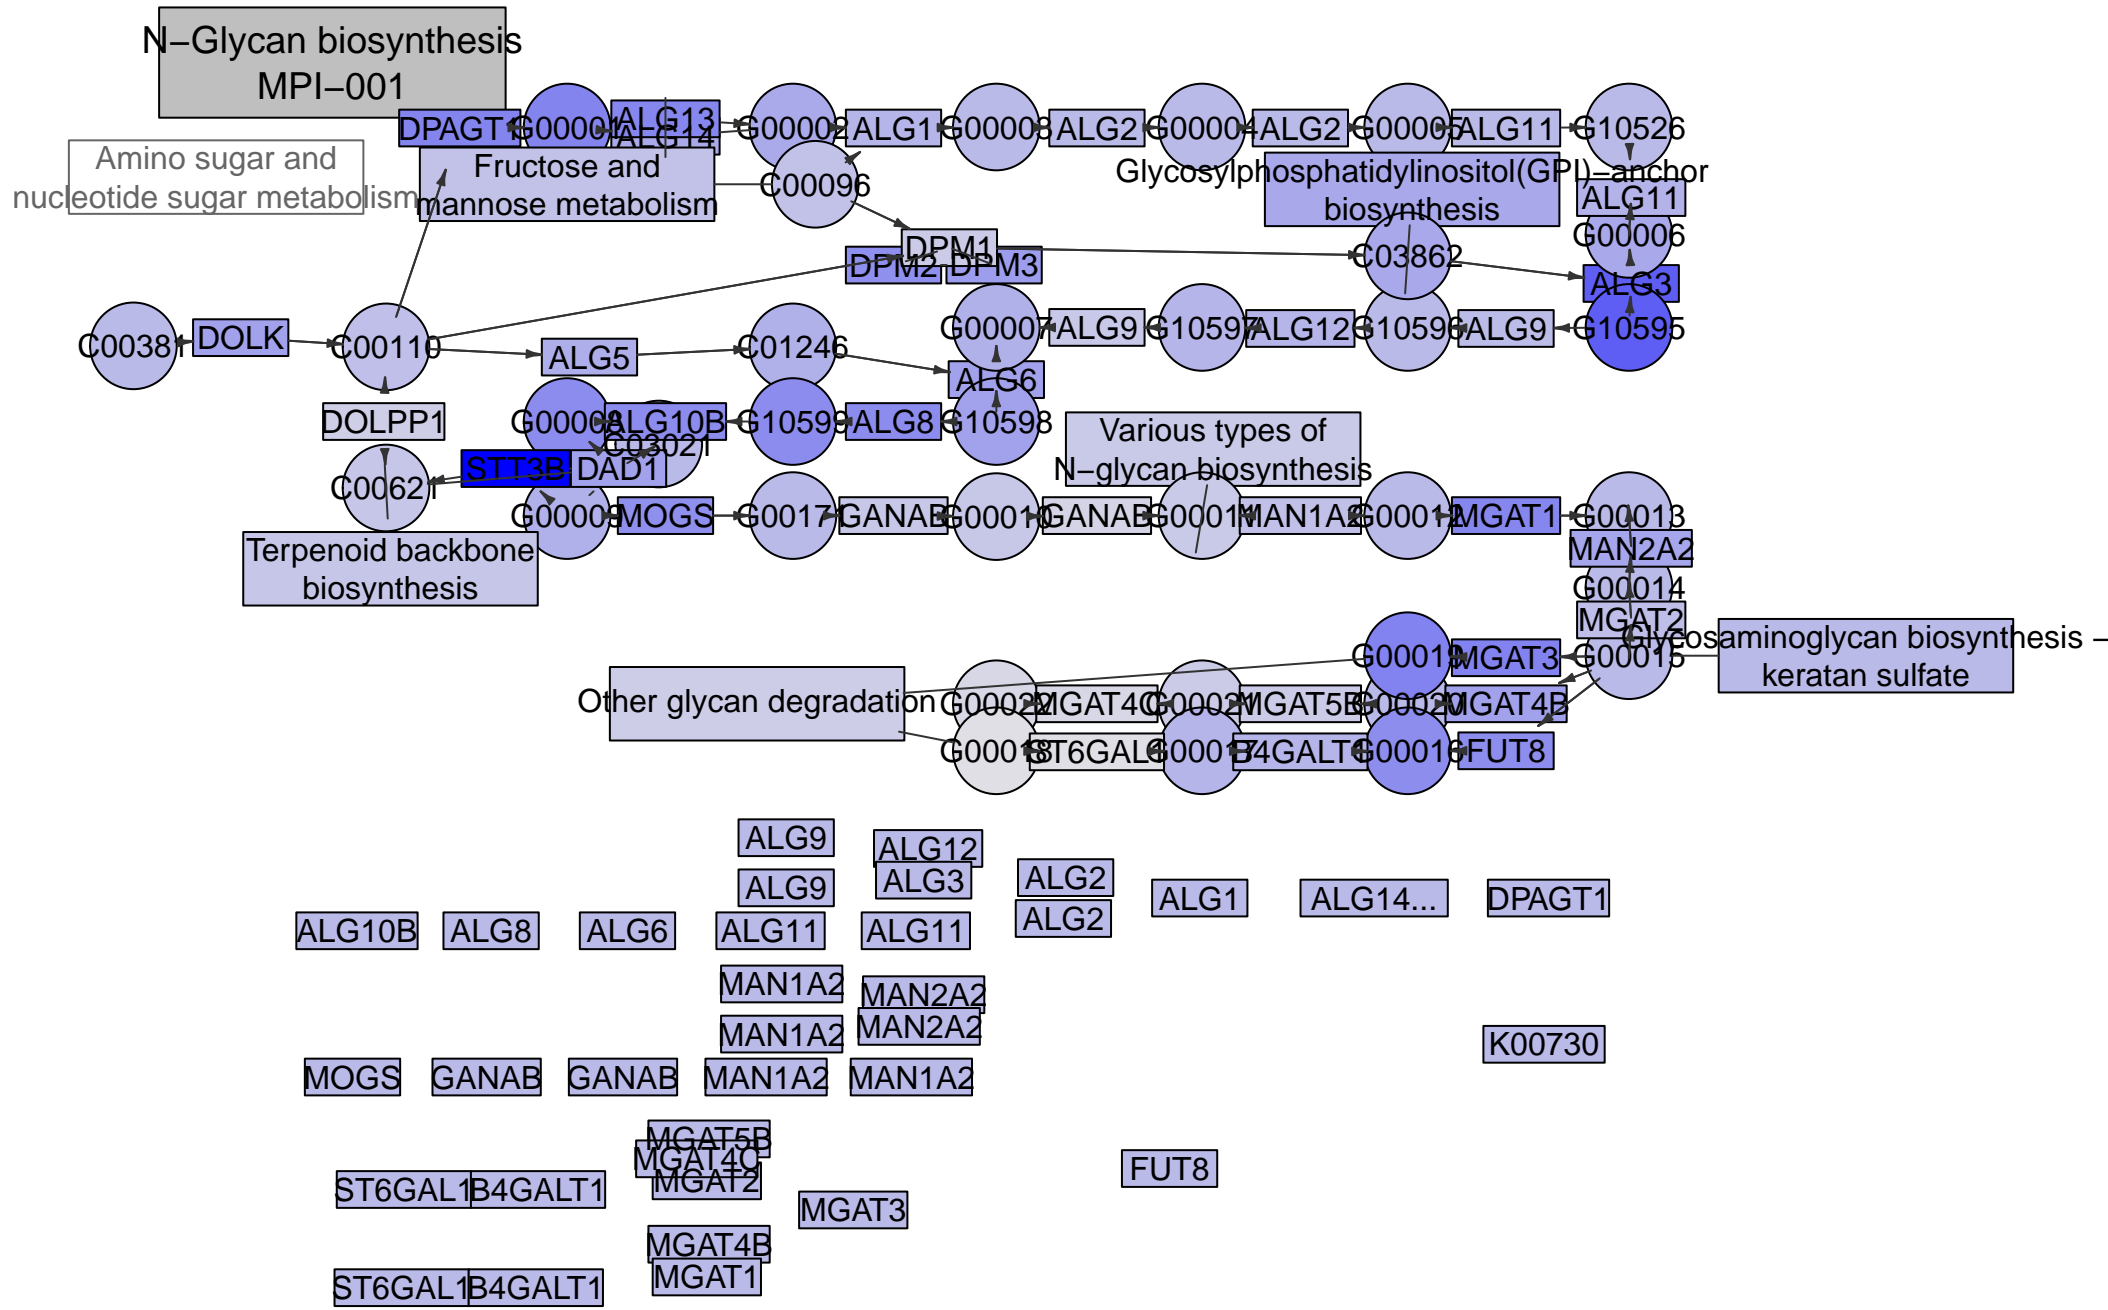 N−Glycan biosynthesis
MPI−001
DPAGT1
G00001
ALG13
ALG14
G00002
ALG1
G00003
ALG2
G00004
ALG2
G00005
ALG11
G10526
Amino sugar and
nucleotide sugar metabolism
Fructose and
mannose metabolism
C00096
Glycosylphosphatidylinositol(GPI)−anchor
biosynthesis
ALG11
G00006
DPM1
DPM2
DPM3
C03862
ALG3
C00381
DOLK
C00110
ALG5
C01246
G00007
ALG9
G10597
ALG12
G10596
ALG9
G10595
ALG6
DOLPP1
G00008
ALG10B
C03021
G10599
ALG8
G10598
Various types of
N−glycan biosynthesis
STT3B
DAD1
C00621
G00009
MOGS
G00171
GANAB
G00010
GANAB
G00011
MAN1A2
G00012
MGAT1
G00013
MAN2A2
Terpenoid backbone
biosynthesis
G00014
MGAT2
Glycosaminoglycan biosynthesis −
keratan sulfate
G00019
MGAT3
G00015
Other glycan degradation
G00022
MGAT4C
G00021
MGAT5B
G00020
MGAT4B
G00018
ST6GAL1
G00017
B4GALT1
G00016
FUT8
ALG9
ALG12
ALG9
ALG3
ALG2
ALG1
ALG14...
DPAGT1
ALG10B
ALG8
ALG6
ALG11
ALG11
ALG2
MAN1A2
MAN2A2
MAN1A2
MAN2A2
K00730
MOGS
GANAB
GANAB
MAN1A2
MAN1A2
MGAT5B
MGAT4C
MGAT2
FUT8
ST6GAL1
B4GALT1
MGAT3
MGAT4B
MGAT1
ST6GAL1
B4GALT1